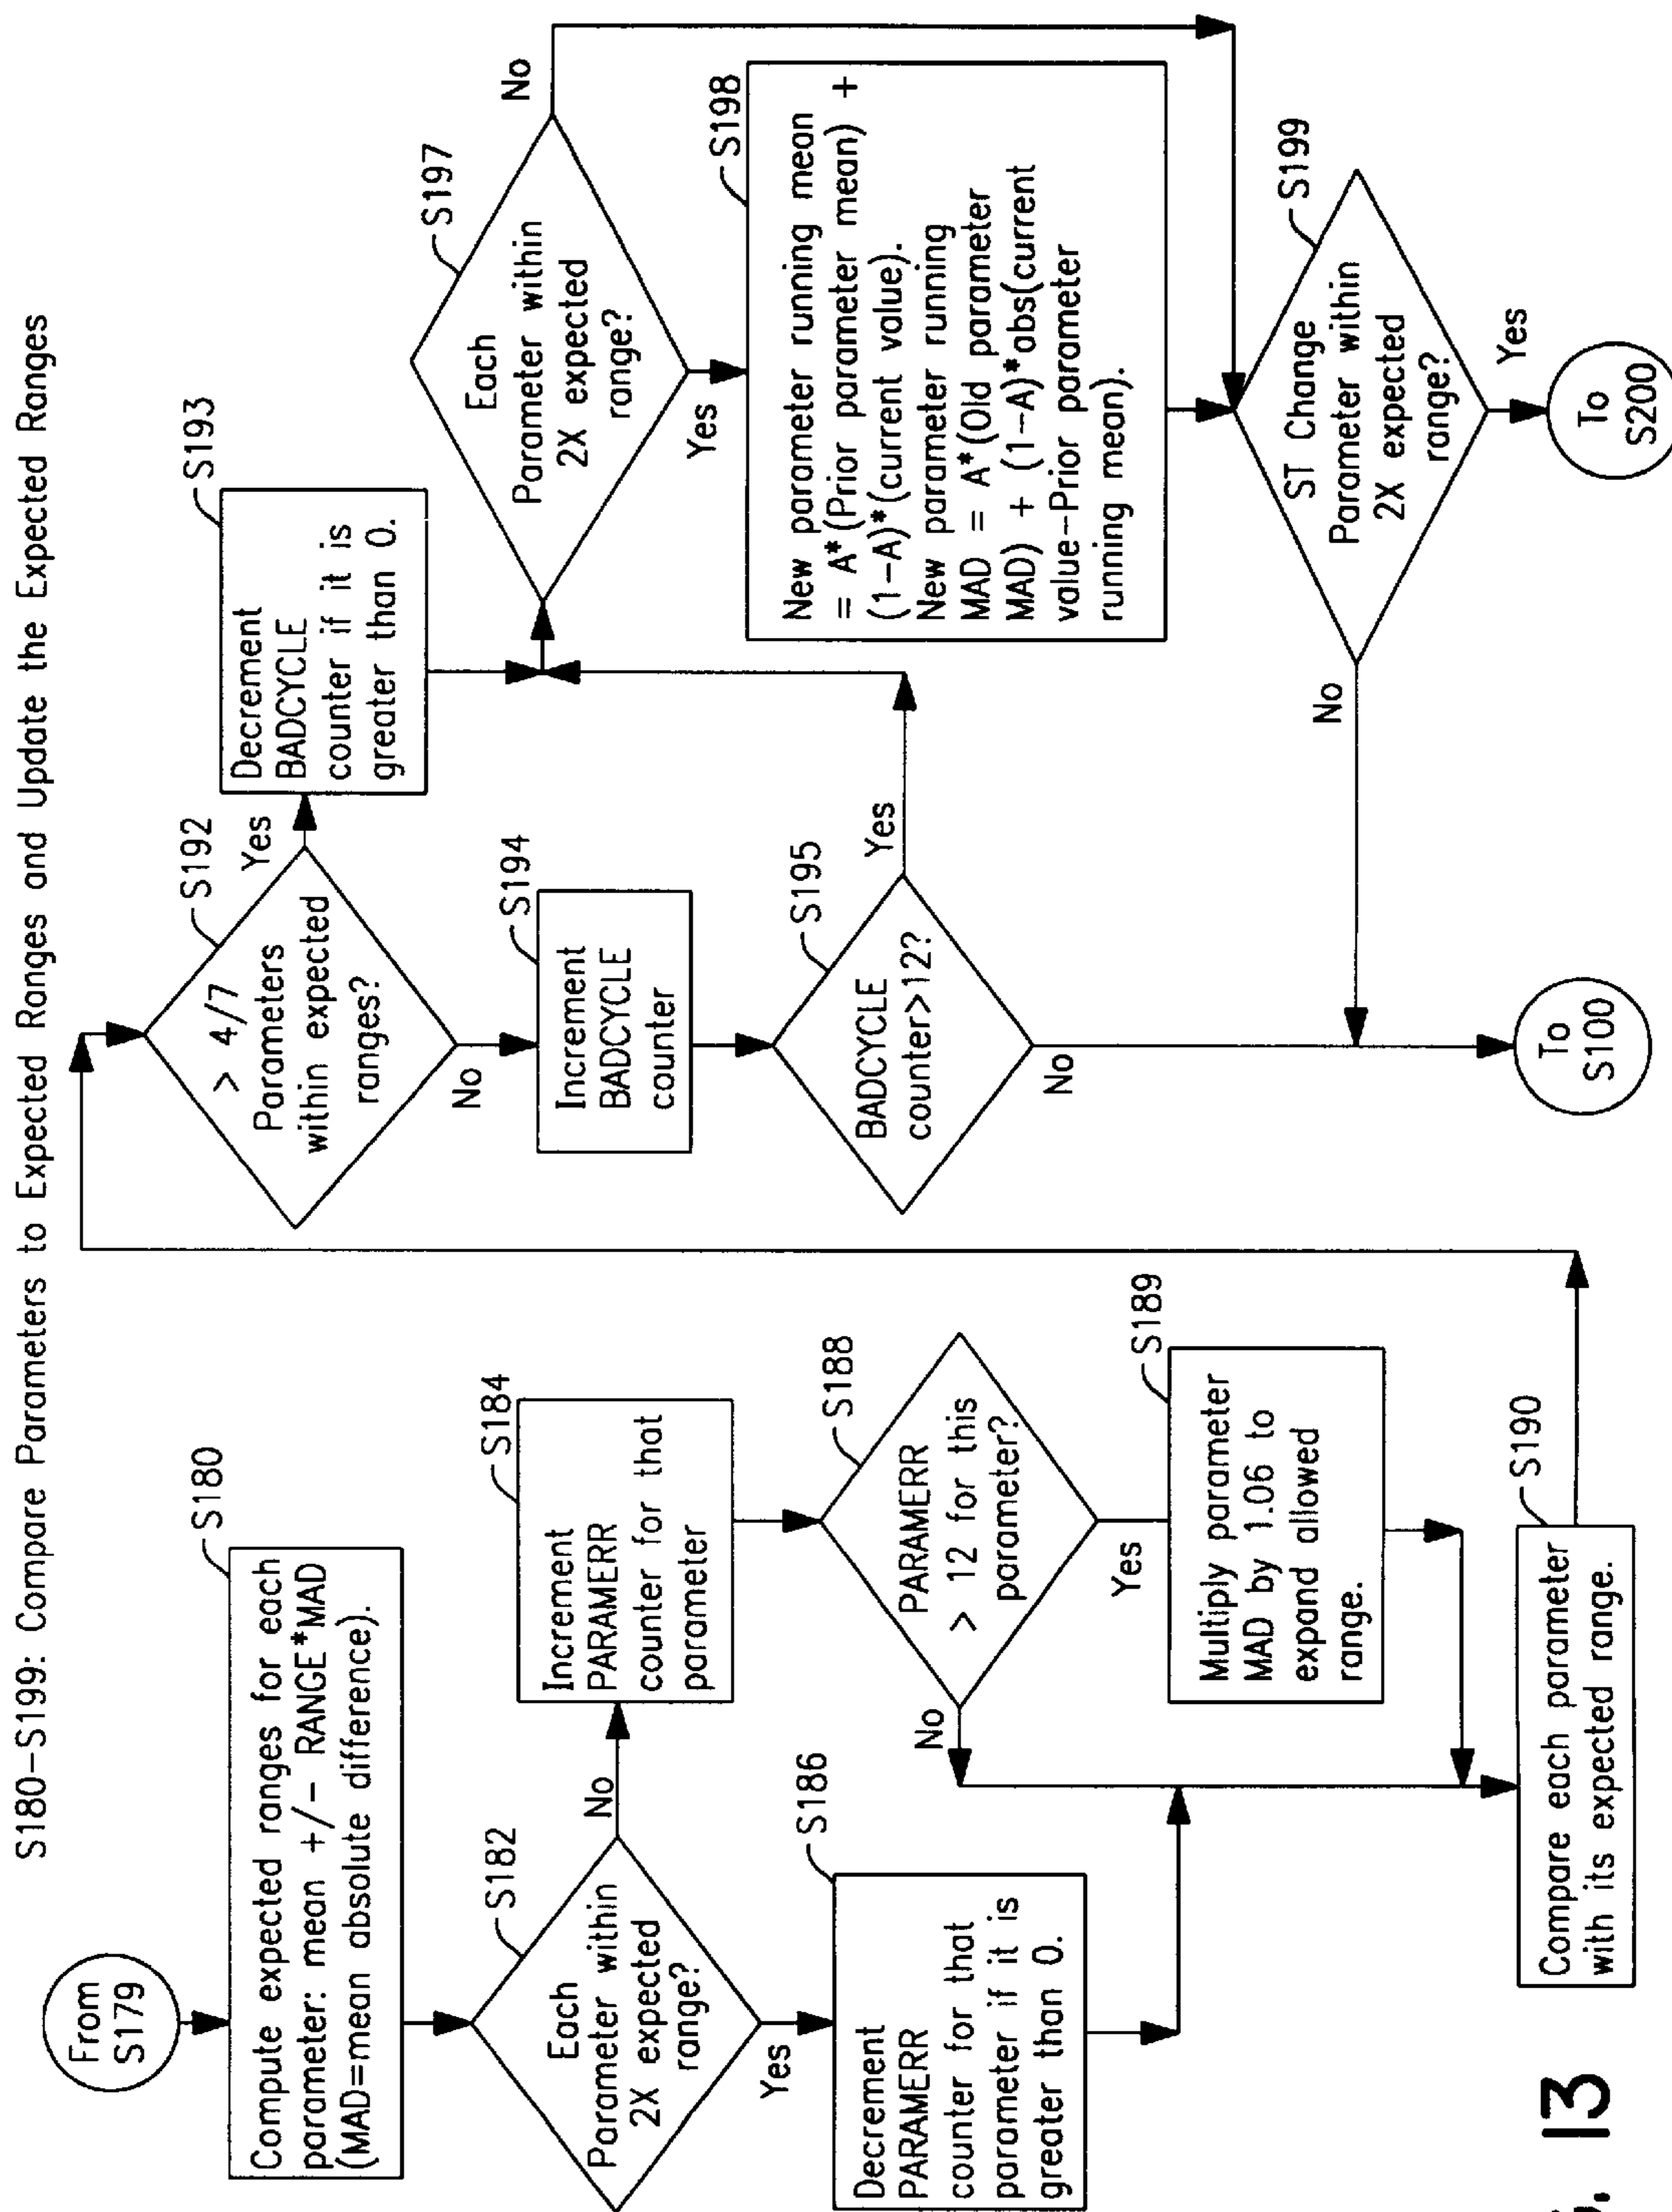 S180–S199: Compare Parameters to Expected Ranges and Update the Expected Ranges
From
S179
S180
Compute expected ranges for each
parameter: mean +/- RANGE*MAD
(MAD=mean absolute difference).
S182
Each
Parameter within
2X expected
range?
No
Yes
S184
Increment
PARAMERR
counter for that
parameter
S186
Decrement
PARAMERR
counter for that
parameter if it is
greater than 0.
S188
PARAMERR
> 12 for this
parameter?
No
Yes
S189
Multiply parameter
MAD by 1.06 to
expand allowed
range.
S190
Compare each parameter
with its expected range.
S192
> 4/7
Parameters
within expected
ranges?
Yes
No
S193
Decrement
BADCYCLE
counter if it is
greater than 0.
S194
Increment
BADCYCLE
counter
S195
BADCYCLE
counter>12?
Yes
No
S197
Each
Parameter within
2X expected
range?
No
Yes
S198
New parameter running mean
= A*(Prior parameter mean) +
(1-A)*(current value).
New parameter running
MAD = A*(Old parameter
MAD) + (1-A)*abs(current
value-Prior parameter
running mean).
S199
ST Change
Parameter within
2X expected
range?
No
Yes
To
S100
To
S200
13